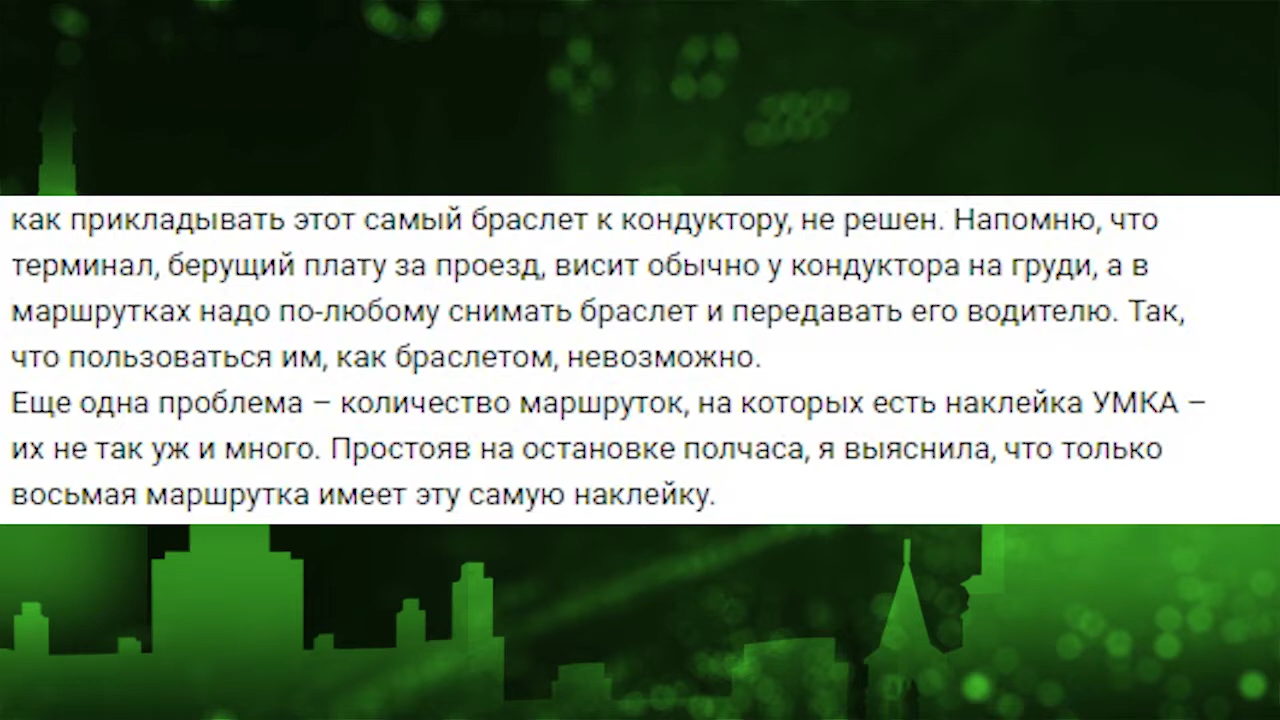 как прикладывать этот самый браслет к кондуктору, не решен. Напомню, что
терминал, берущий плату за проезд, висит обычно у кондуктора на груди, а в
маршрутках надо по-любому снимать браслет и передавать его водителю. Так,
что пользоваться им, как браслетом, невозможно.
Еще одна проблема – количество маршруток, на которых есть наклейка УМКА –
их не так уж и много. Простояв на остановке полчаса, я выяснила, что только
восьмая маршрутка имеет эту самую наклейку.